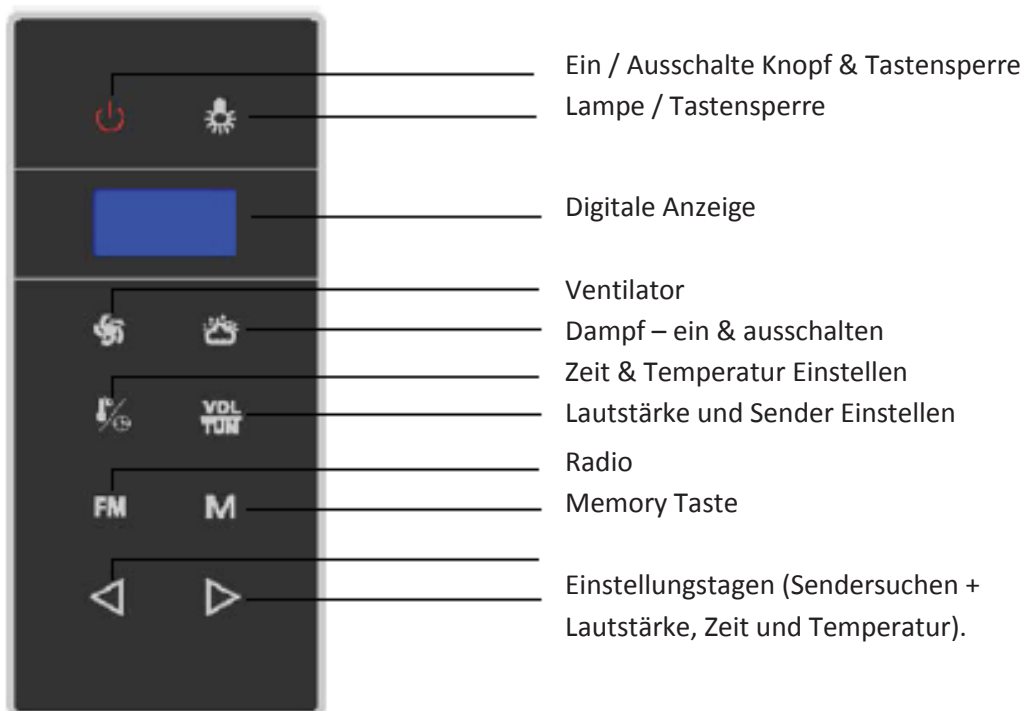 Ein / Ausschalte Knopf & Tastensperre
Lampe / Tastensperre
Digitale Anzeige
Ventilator
Dampf – ein & ausschalten
Zeit & Temperatur Einstellen
VOL
TUN
Lautstärke und Sender Einstellen
Radio
FM
M
Memory Taste
Einstellungstagen (Sendersuchen +
Lautstärke, Zeit und Temperatur).